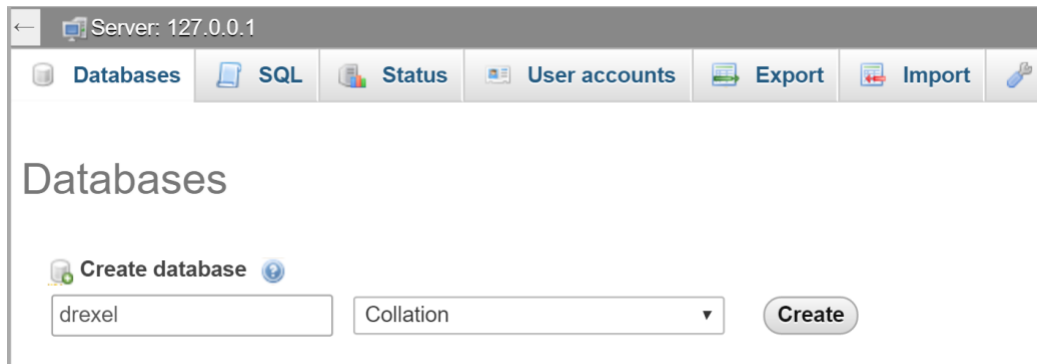 Server: 127.0.0.1
Databases SQL Status User accounts Export Import
Databases
Create database
drexel Collation Create